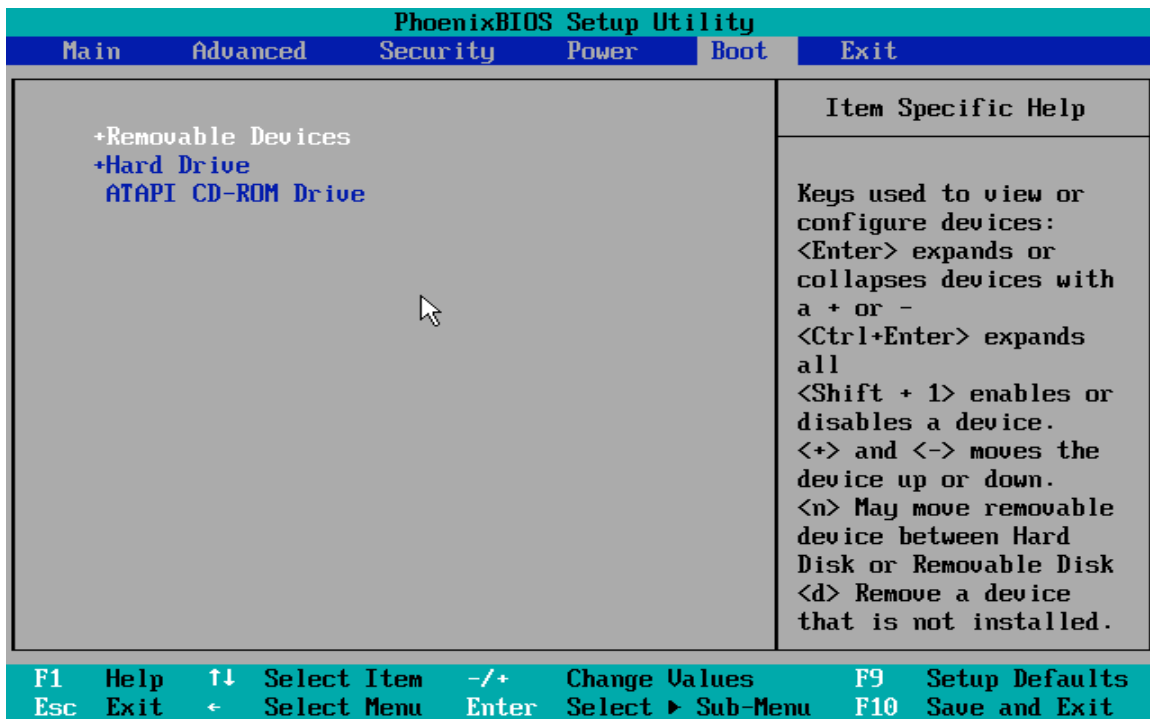 PhoenixBIOS Setup Utility
Main Advanced Security Power Boot Exit
+Removable Devices
+Hard Drive
ATAPI CD-ROM Drive
Item Specific Help
Keys used to view or
configure devices:
<Enter> expands or
collapses devices with
a + or -
<Ctrl+Enter> expands
all
<Shift + 1> enables or
disables a device.
<+> and <-> moves the
device up or down.
<n> May move removable
device between Hard
Disk or Removable Disk
<d> Remove a device
that is not installed.
F1 Help ↑↓ Select Item -/+ Change Values F9 Setup Defaults
Esc Exit ← Select Menu Enter Select ▶ Sub-Menu F10 Save and Exit